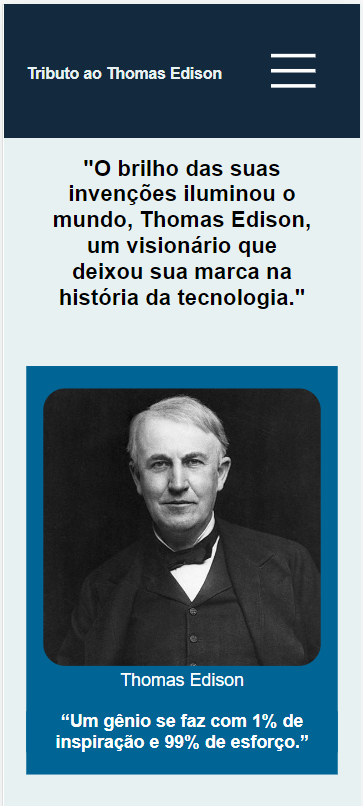 Tributo ao Thomas Edison
"O brilho das suas
invenções iluminou o
mundo, Thomas Edison,
um visionário que
deixou sua marca na
história da tecnologia."
Thomas Edison
“Um gênio se faz com 1% de
inspiração e 99% de esforço.”